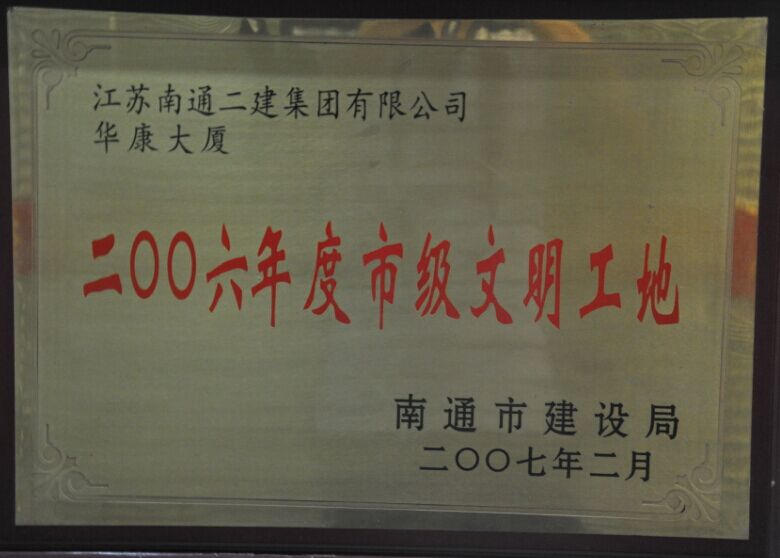 江苏南通二建集团有限公司
华康大厦
二〇〇六年度市级文明工地
南通市建设局
二〇〇七年二月